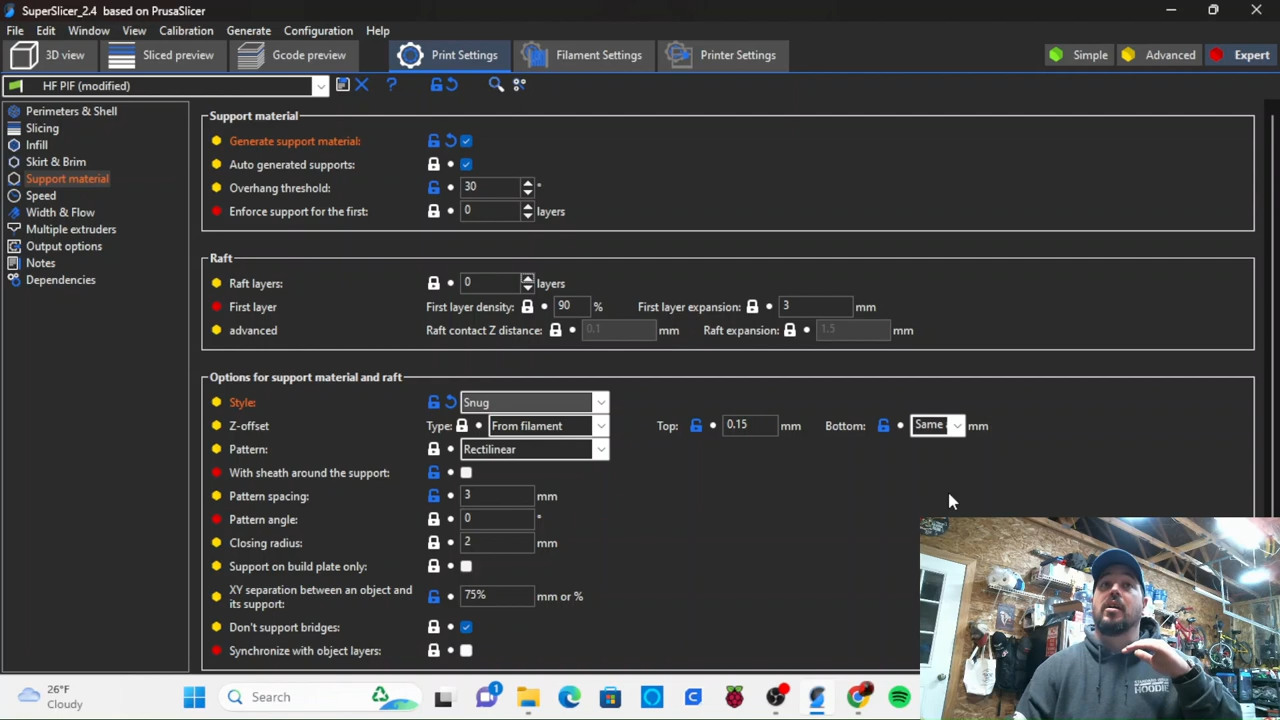 SuperSlicer_2.4 based on PrusaSlicer
File Edit Window View Calibration Generate Configuration Help
3D view Sliced preview Gcode preview Print Settings Filament Settings Printer Settings Simple Advanced Expert
HF PIF (modified) ?
Perimeters & Shell
Slicing
Infill
Skirt & Brim
Support material
Speed
Width & Flow
Multiple extruders
Output options
Notes
Dependencies
Support material
Generate support material:
Auto generated supports:
Overhang threshold: 30 °
Enforce support for the first: 0 layers
Raft
Raft layers: 0 layers
First layer First layer density: 90 % First layer expansion: 3 mm
advanced Raft contact Z distance: 0.1 mm Raft expansion: 1.5 mm
Options for support material and raft
Style: Snug
Z-offset Type: From filament Top: 0.15 mm Bottom: Same mm
Pattern: Rectilinear
With sheath around the support:
Pattern spacing: 3 mm
Pattern angle: 0 °
Closing radius: 2 mm
Support on build plate only:
XY separation between an object and
its support: 75% mm or %
Don't support bridges:
Synchronize with object layers:
HOODIE
26°F
Cloudy
Search
1